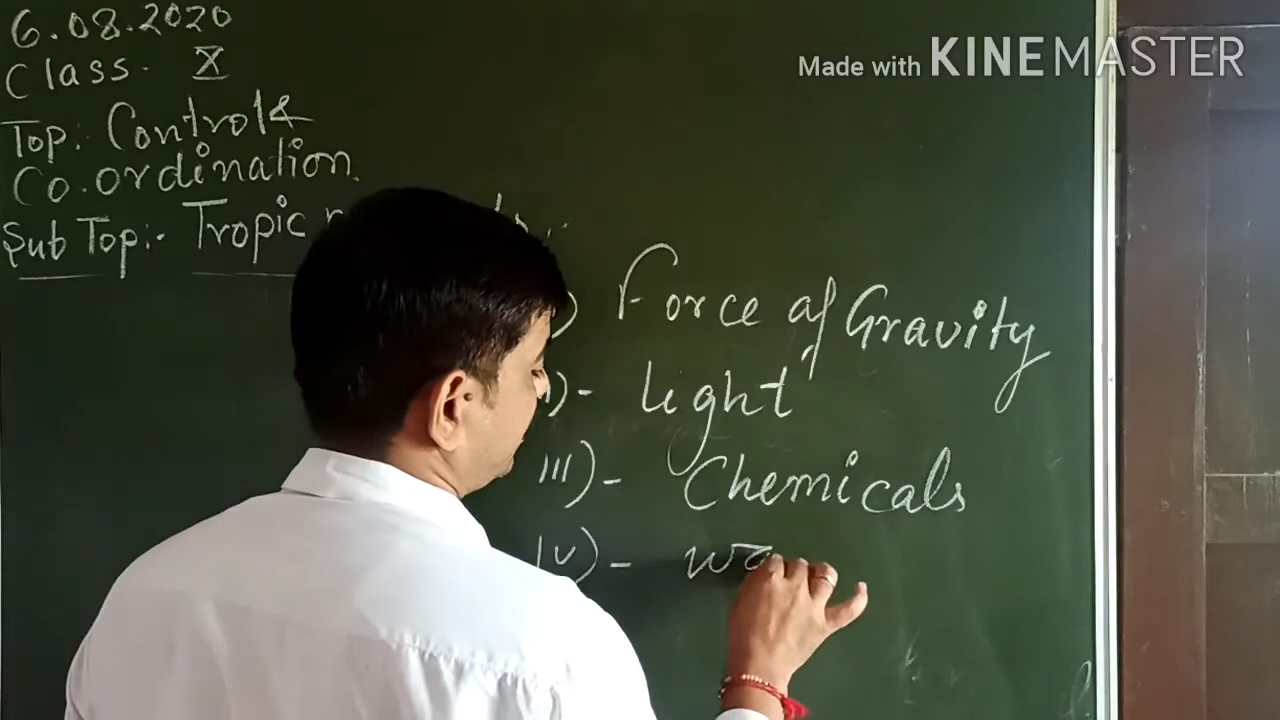 6.08.2020
Made with KINEMASTER
Class- X
Top:- Control &
Co.ordination.
Sub Top:- Tropic
Force of Gravity
light
III)- Chemicals
IV)-